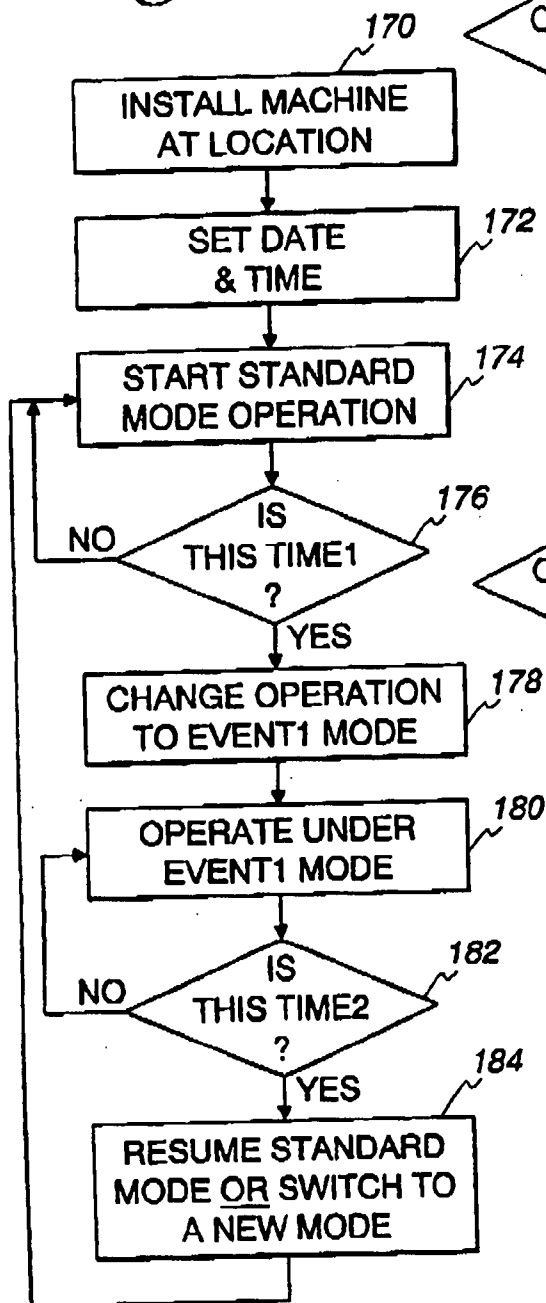 170
INSTALL MACHINE
AT LOCATION
172
SET DATE
& TIME
174
START STANDARD
MODE OPERATION
176
IS
THIS TIME1
?
NO
YES
178
CHANGE OPERATION
TO EVENT1 MODE
180
OPERATE UNDER
EVENT1 MODE
182
IS
THIS TIME2
?
NO
YES
184
RESUME STANDARD
MODE OR SWITCH TO
A NEW MODE